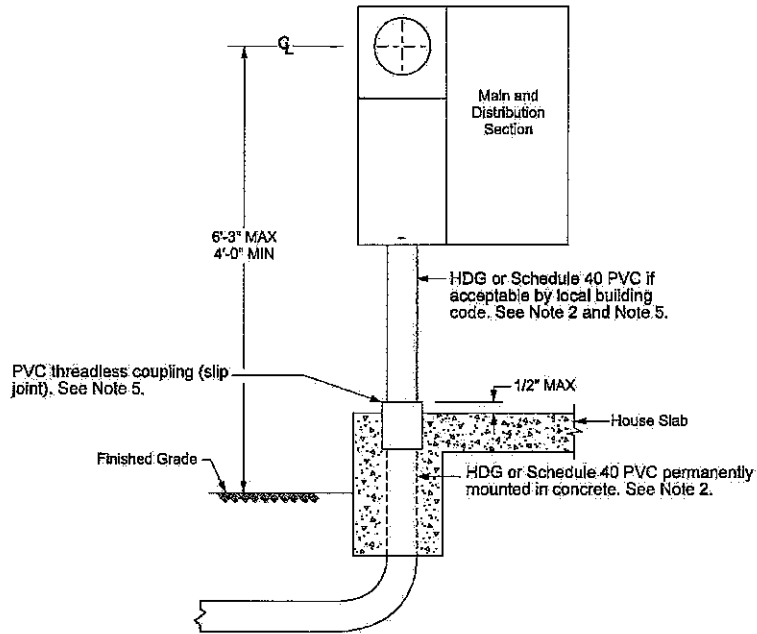 ℄
Main and
Distribution
Section
6'-3" MAX
4'-0" MIN
HDG or Schedule 40 PVC if
acceptable by local building
code. See Note 2 and Note 5.
PVC threadless coupling (slip
joint). See Note 5.
1/2" MAX
House Slab
Finished Grade
HDG or Schedule 40 PVC permanently
mounted in concrete. See Note 2.